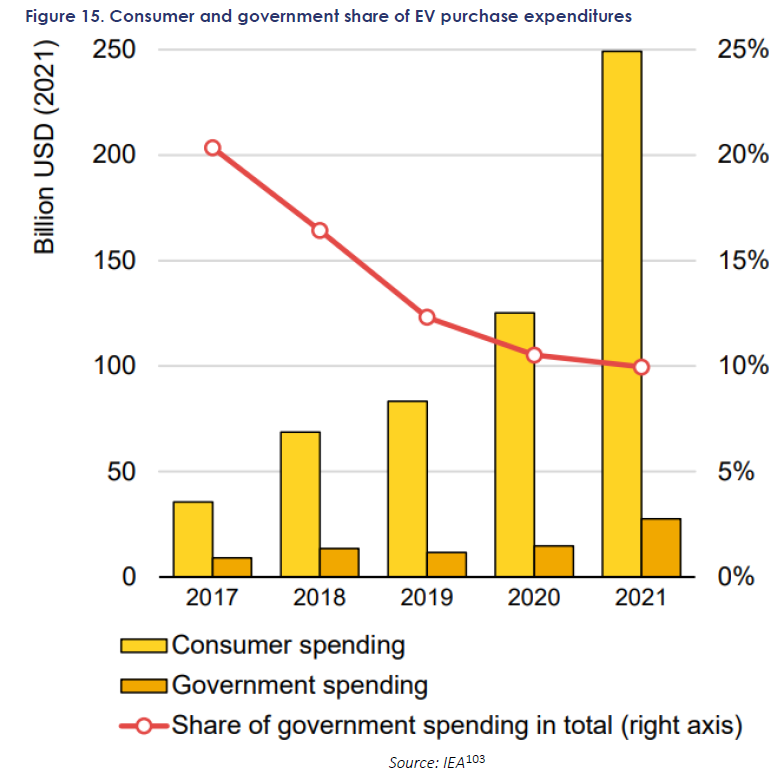 Figure 15. Consumer and government share of EV purchase expenditures
Billion USD (2021)
250 25%
200 20%
150 15%
100 10%
50 5%
0 0%
2017 2018 2019 2020 2021
Consumer spending
Government spending
Share of government spending in total (right axis)
Source: IEA103